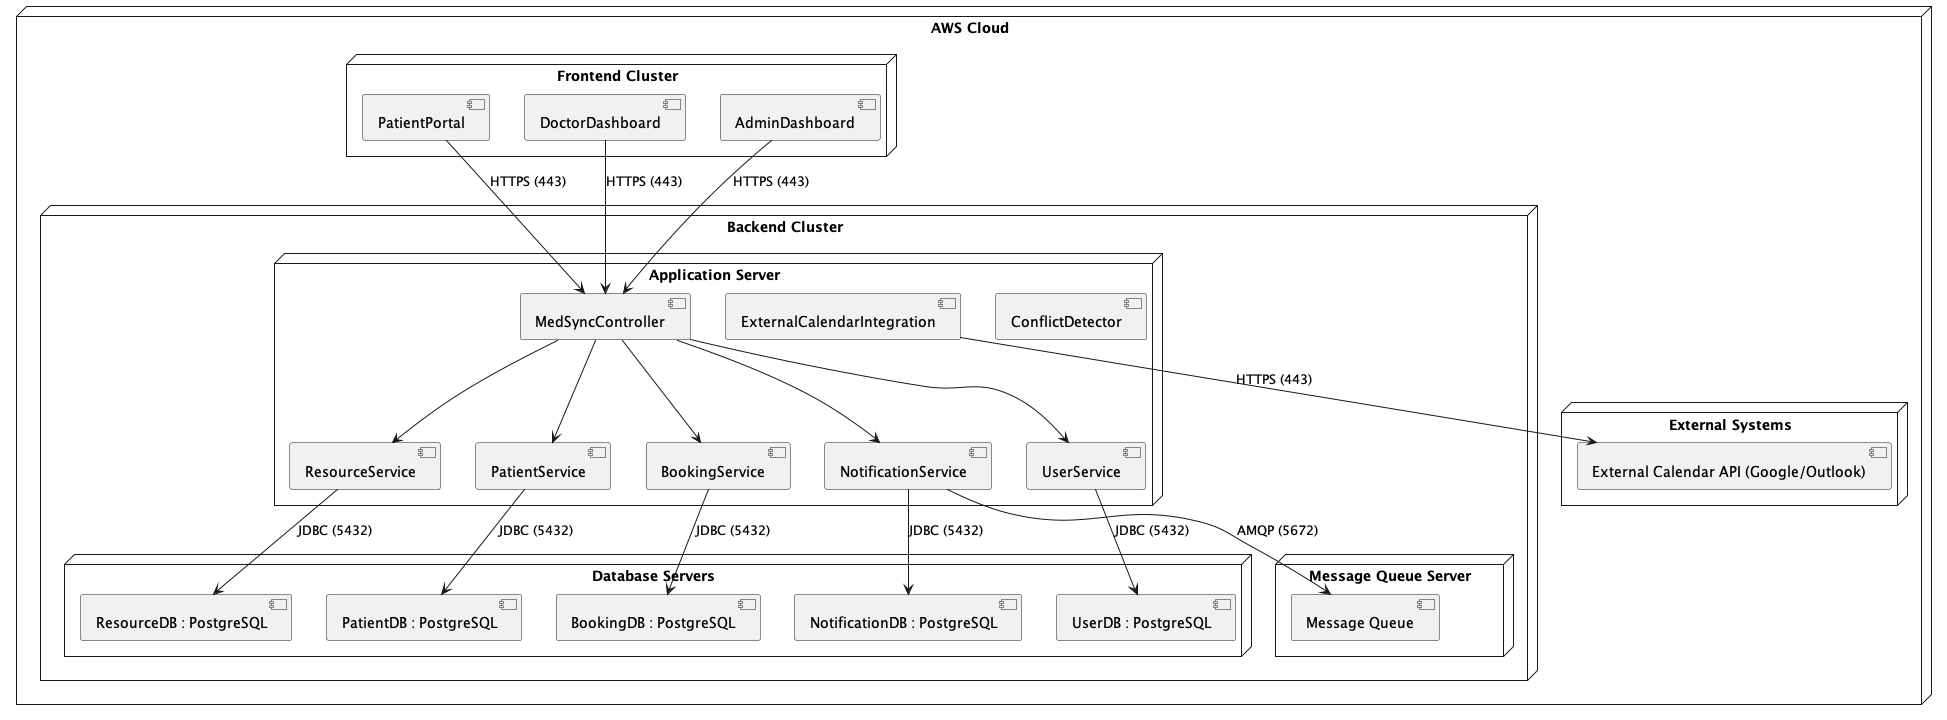 AWS Cloud
Frontend Cluster
PatientPortal
DoctorDashboard
AdminDashboard
HTTPS (443)
HTTPS (443)
HTTPS (443)
Backend Cluster
Application Server
MedSyncController
ExternalCalendarIntegration
ConflictDetector
HTTPS (443)
External Systems
External Calendar API (Google/Outlook)
ResourceService
PatientService
BookingService
NotificationService
UserService
JDBC (5432)
JDBC (5432)
JDBC (5432)
JDBC (5432)
JDBC (5432)
AMQP (5672)
Database Servers
ResourceDB : PostgreSQL
PatientDB : PostgreSQL
BookingDB : PostgreSQL
NotificationDB : PostgreSQL
UserDB : PostgreSQL
Message Queue Server
Message Queue